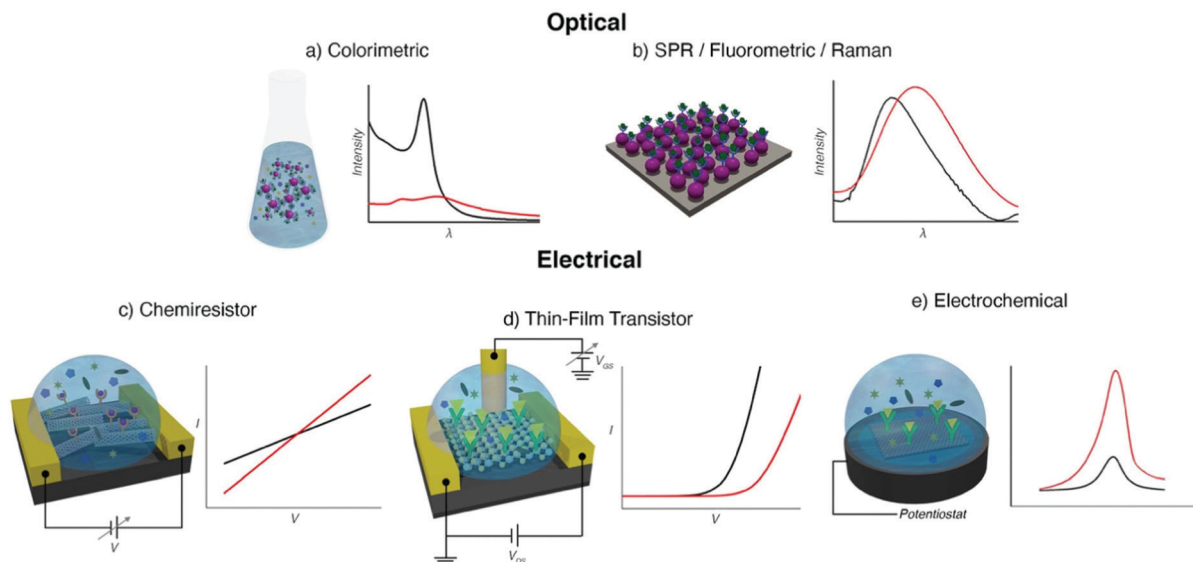 Optical
a) Colorimetric
b) SPR / Fluorometric / Raman
Intensity
λ
Intensity
λ
Electrical
c) Chemiresistor
d) Thin-Film Transistor
e) Electrochemical
I
V
V
V_GS
V_DS
I
V
Potentiostat